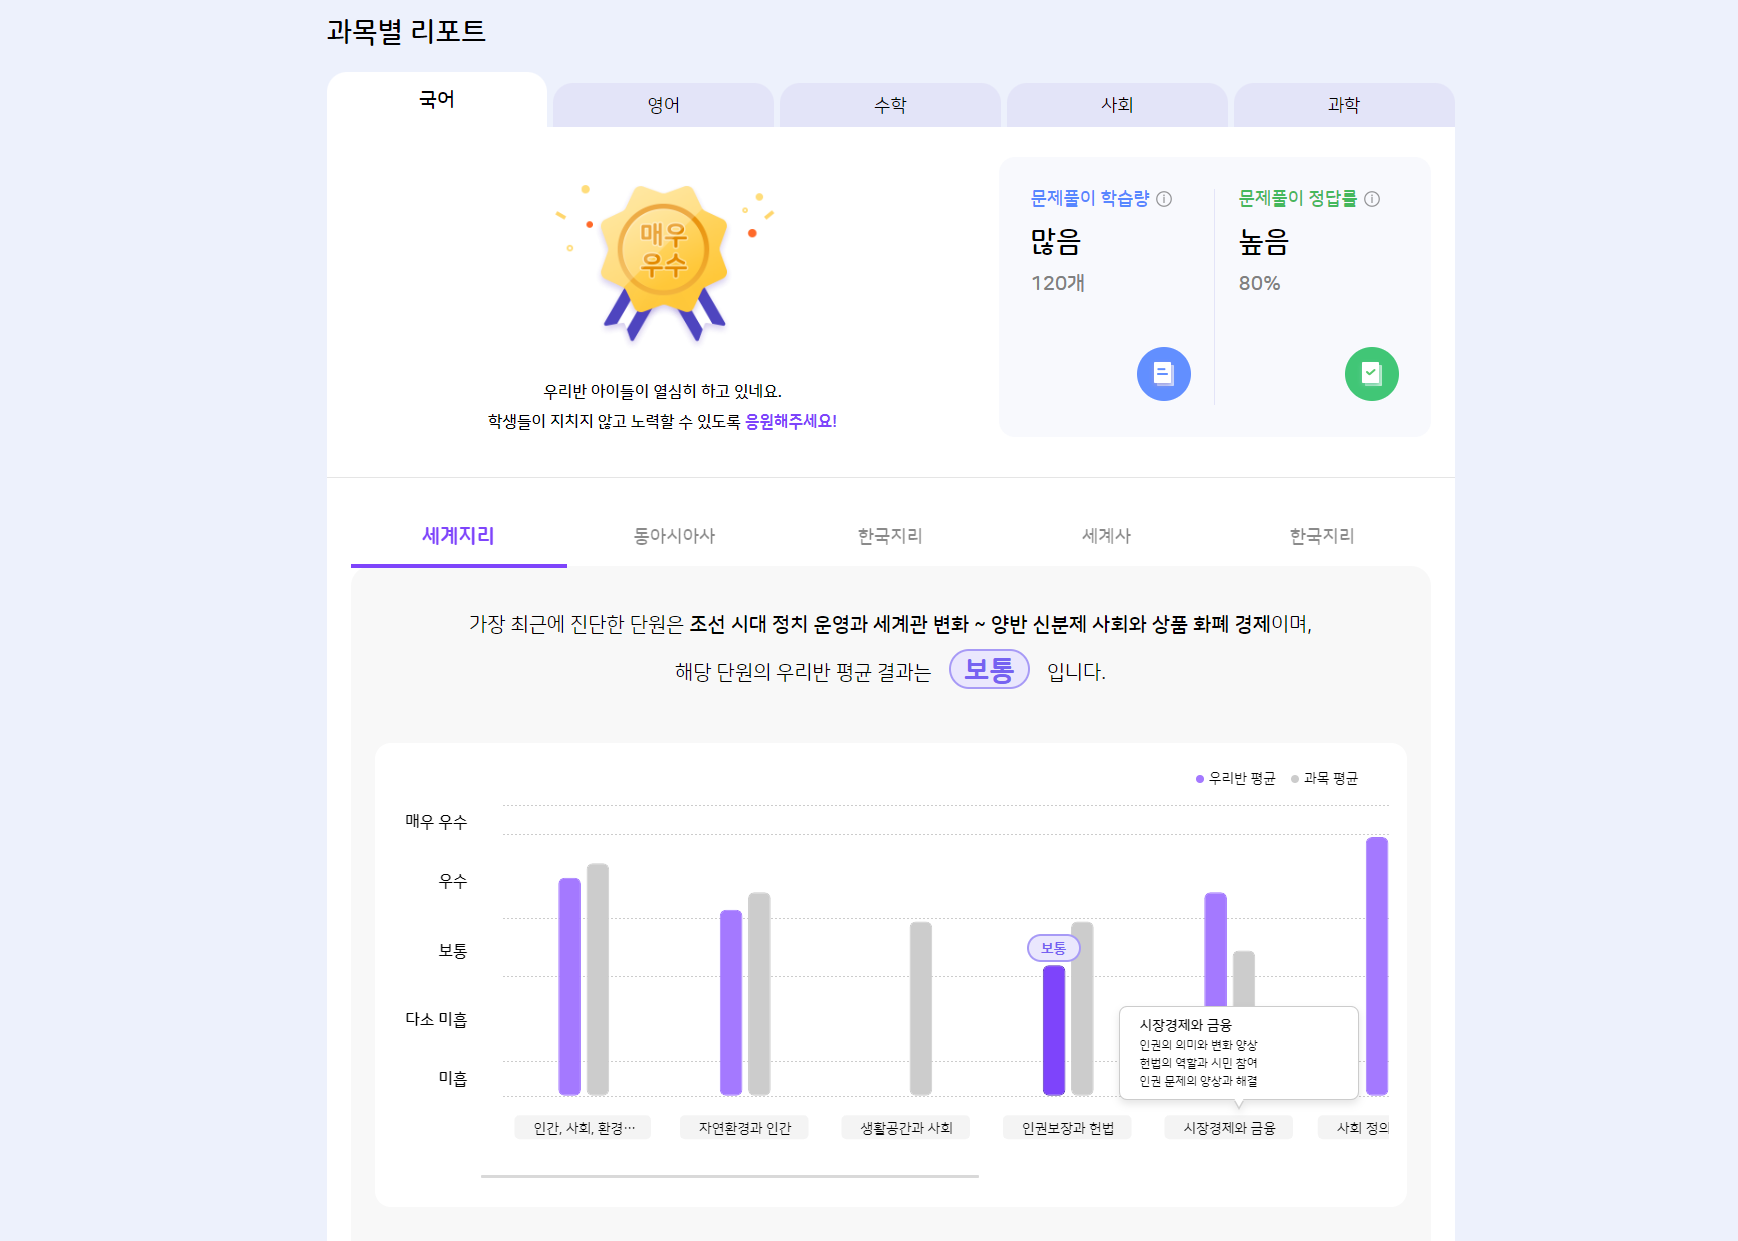 과목별 리포트
국어
영어
수학
사회
과학
매우
우수
문제풀이 학습량
많음
120개
문제풀이 정답률
높음
80%
우리반 아이들이 열심히 하고 있네요.
학생들이 지치지 않고 노력할 수 있도록 응원해주세요!
세계지리
동아시아사
한국지리
세계사
한국지리
가장 최근에 진단한 단원은 조선 시대 정치 운영과 세계관 변화 ~ 양반 신분제 사회와 상품 화폐 경제이며,
해당 단원의 우리반 평균 결과는 보통 입니다.
우리반 평균
과목 평균
매우 우수
우수
보통
다소 미흡
미흡
보통
시장경제와 금융
인권의 의미와 변화 양상
헌법의 역할과 시민 참여
인권 문제의 양상과 해결
인간, 사회, 환경…
자연환경과 인간
생활공간과 사회
인권보장과 헌법
시장경제와 금융
사회 정의